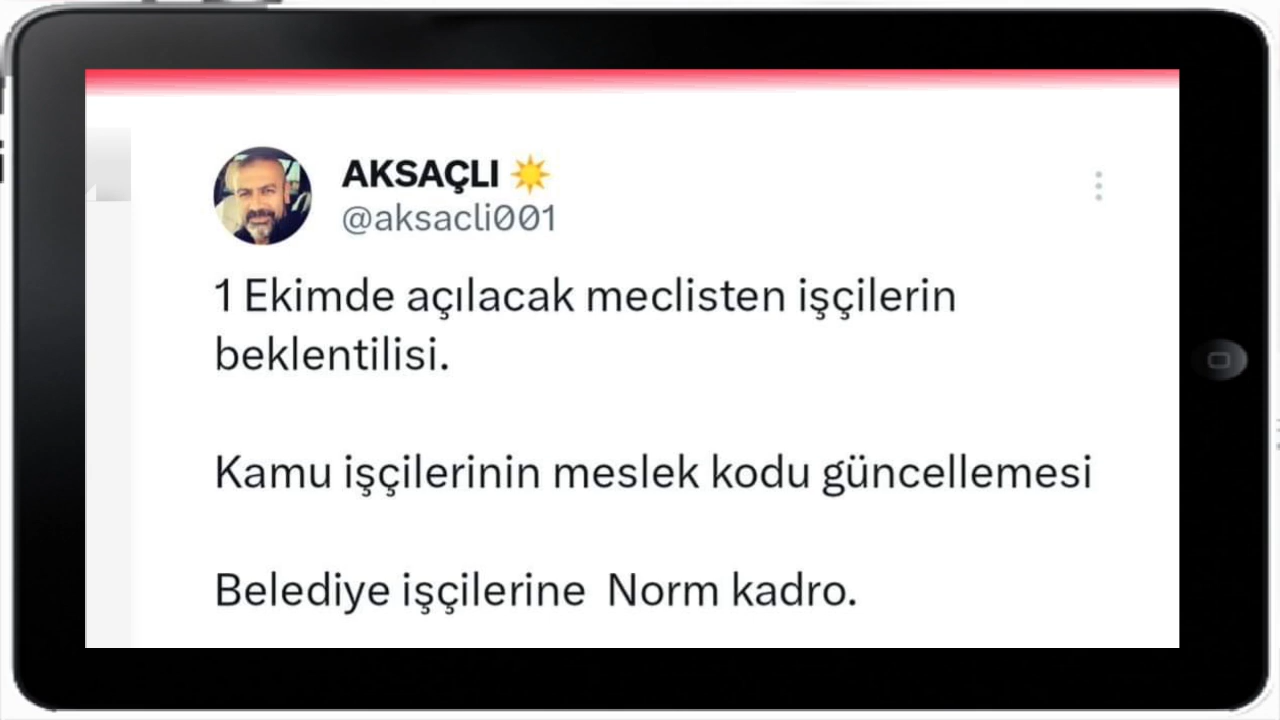 AKSAÇLI
@aksacli001
1 Ekimde açılacak meclisten işçilerin
beklentilisi.
Kamu işçilerinin meslek kodu güncellemesi
Belediye işçilerine Norm kadro.